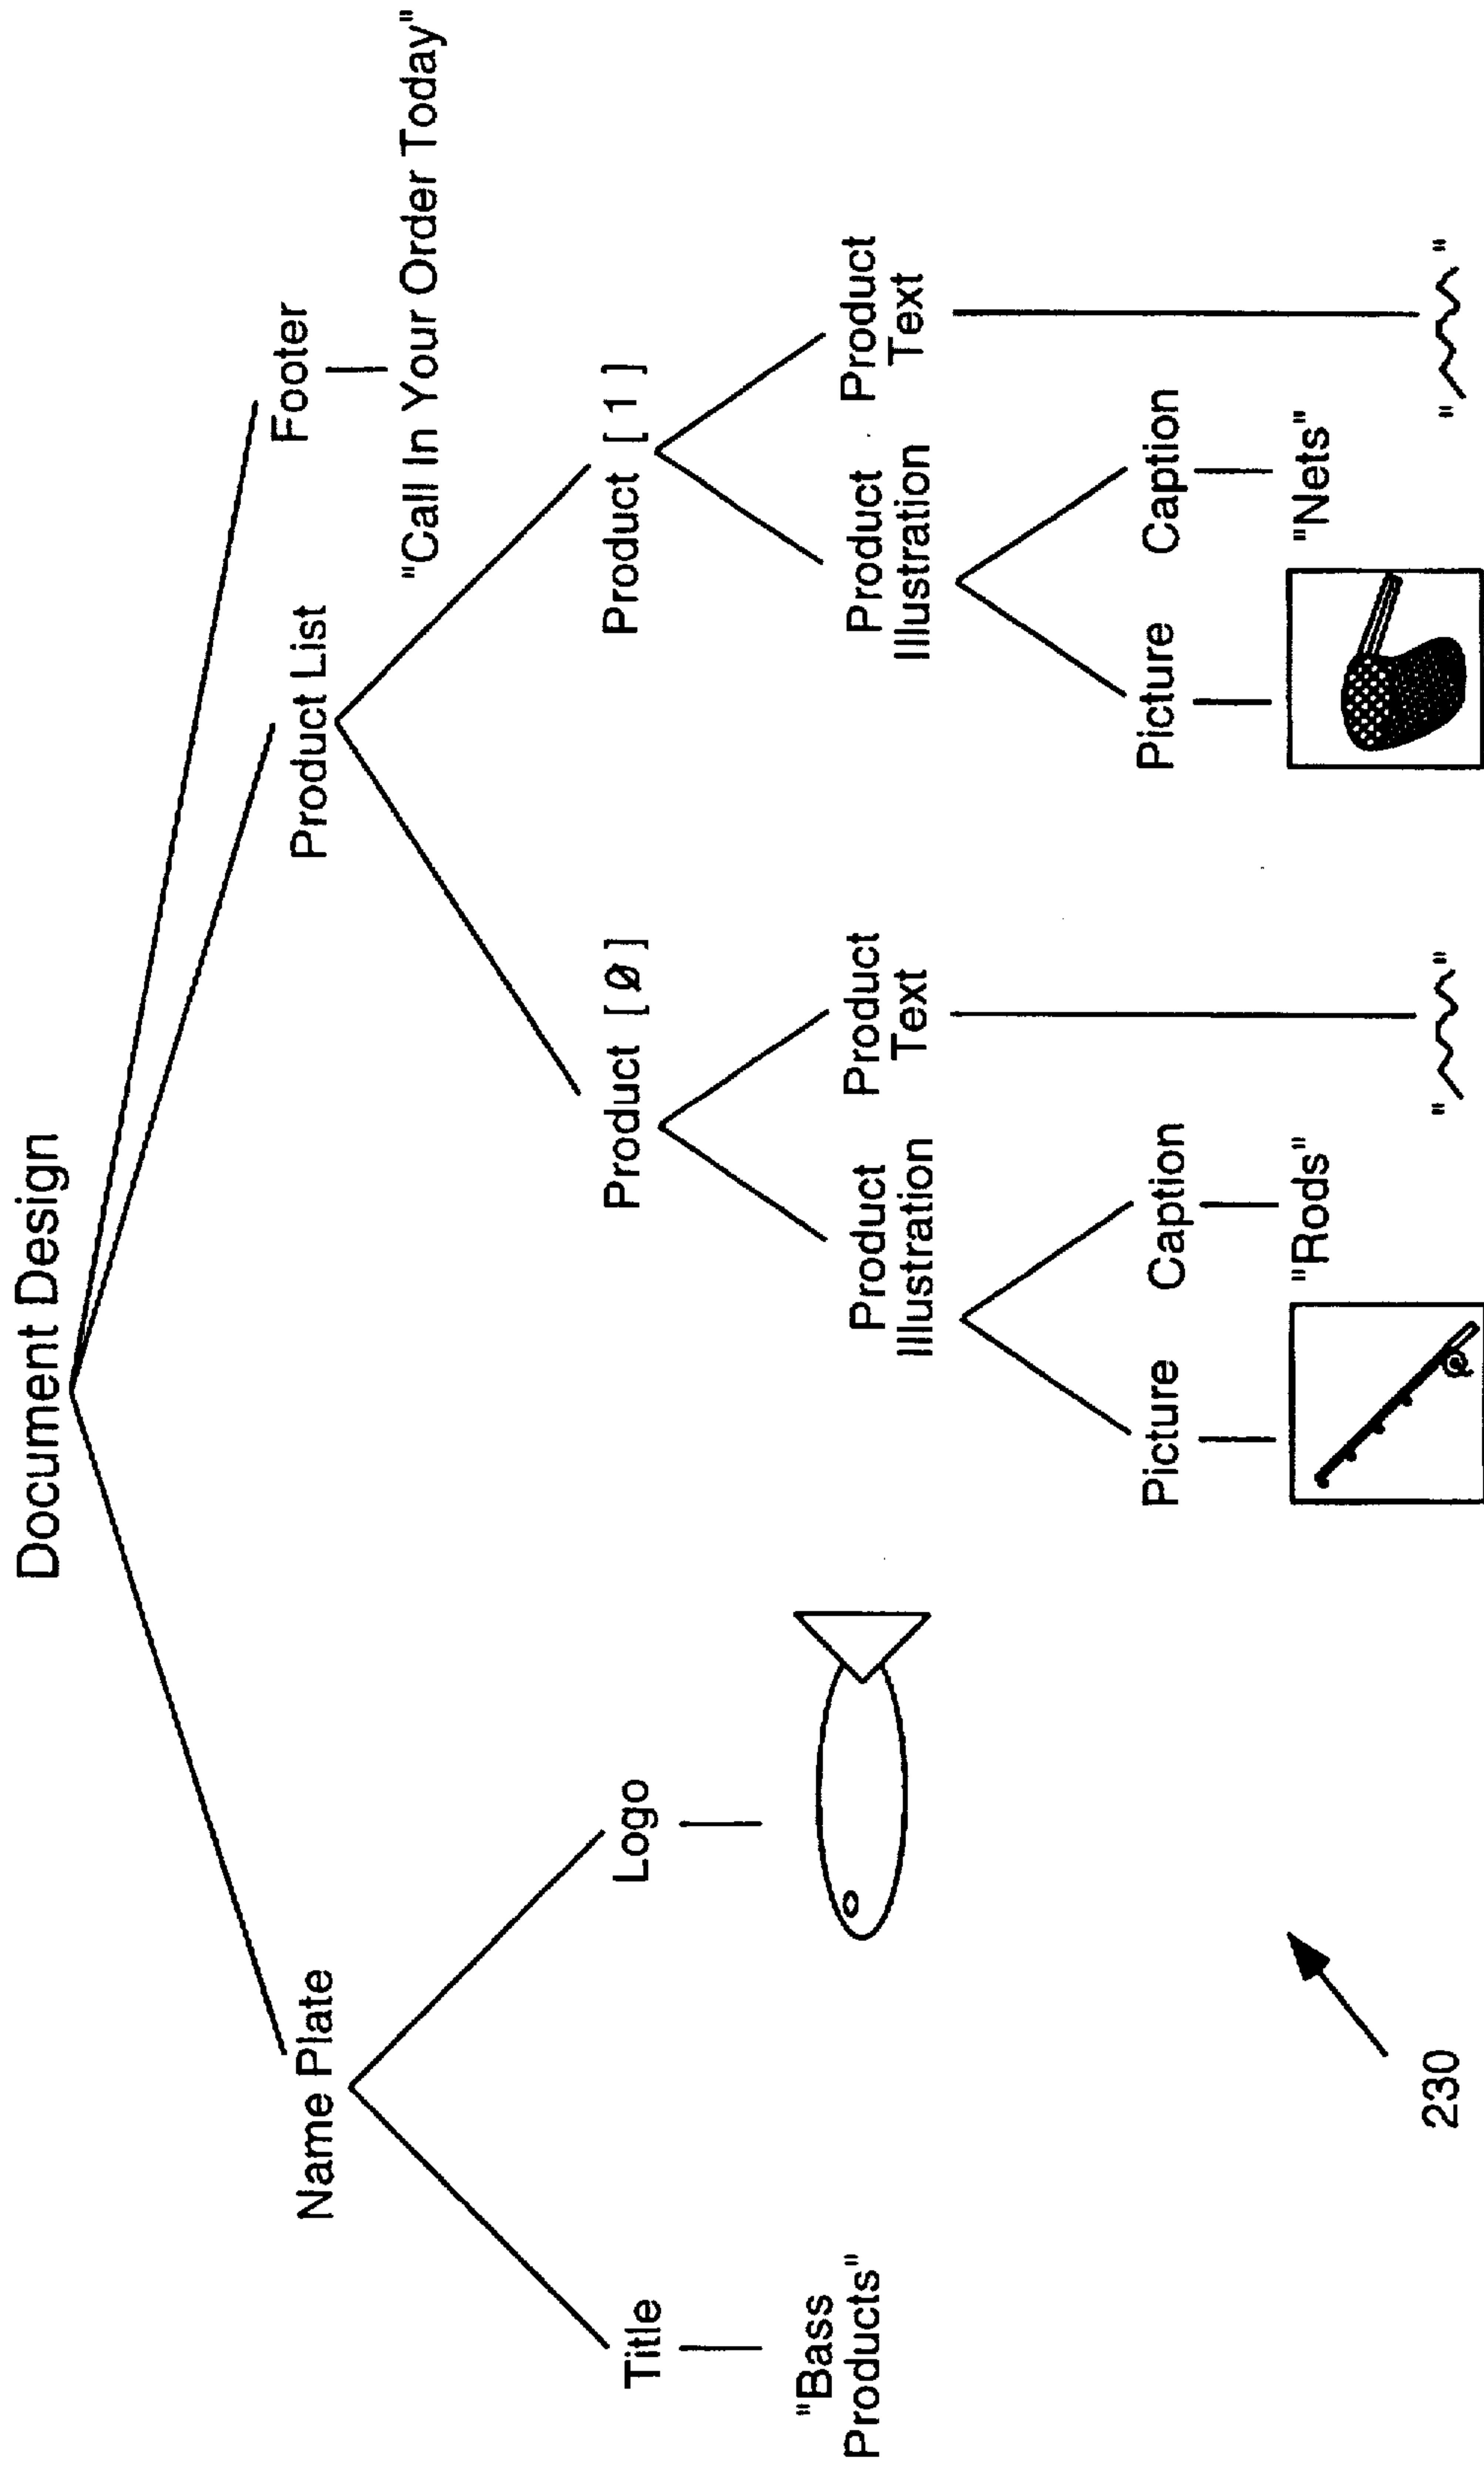 Document Design
Name Plate
Product List
Footer
"Call In Your Order Today"
Title
Logo
Product [0]
Product [1]
"Bass
Products"
Product
Illustration
Product
Text
Product
Illustration
Product
Text
Picture
Caption
Picture
Caption
"Rods"
"Nets"
" "
" "
230